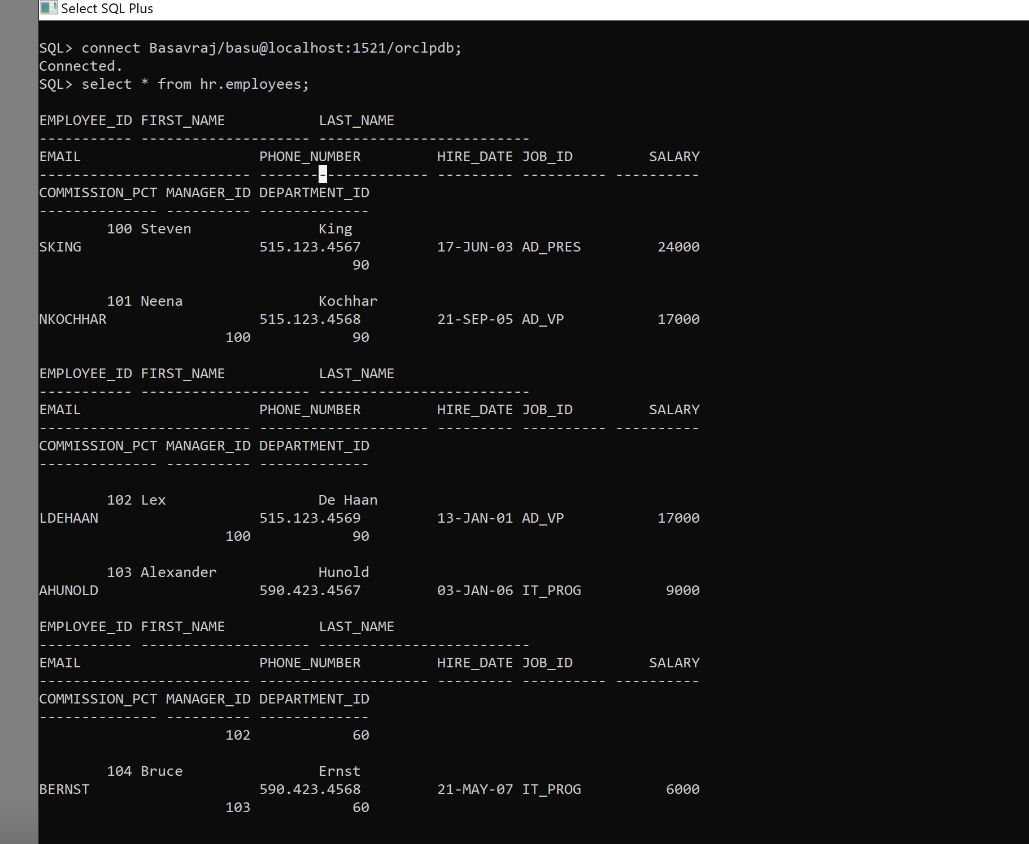 Select SQL Plus
SQL> connect Basavraj/basu@localhost:1521/orclpdb;
Connected.
SQL> select * from hr.employees;
EMPLOYEE_ID FIRST_NAME           LAST_NAME
----------- -------------------- -------------------------
EMAIL                     PHONE_NUMBER         HIRE_DATE JOB_ID         SALARY
------------------------- -------------------- --------- ---------- ----------
COMMISSION_PCT MANAGER_ID DEPARTMENT_ID
-------------- ---------- -------------
        100 Steven               King
SKING                     515.123.4567         17-JUN-03 AD_PRES         24000
                                     90
        101 Neena                Kochhar
NKOCHHAR                  515.123.4568         21-SEP-05 AD_VP           17000
                      100            90
EMPLOYEE_ID FIRST_NAME           LAST_NAME
----------- -------------------- -------------------------
EMAIL                     PHONE_NUMBER         HIRE_DATE JOB_ID         SALARY
------------------------- -------------------- --------- ---------- ----------
COMMISSION_PCT MANAGER_ID DEPARTMENT_ID
-------------- ---------- -------------
        102 Lex                  De Haan
LDEHAAN                   515.123.4569         13-JAN-01 AD_VP           17000
                      100            90
        103 Alexander            Hunold
AHUNOLD                   590.423.4567         03-JAN-06 IT_PROG          9000
EMPLOYEE_ID FIRST_NAME           LAST_NAME
----------- -------------------- -------------------------
EMAIL                     PHONE_NUMBER         HIRE_DATE JOB_ID         SALARY
------------------------- -------------------- --------- ---------- ----------
COMMISSION_PCT MANAGER_ID DEPARTMENT_ID
-------------- ---------- -------------
                      102            60
        104 Bruce                Ernst
BERNST                    590.423.4568         21-MAY-07 IT_PROG          6000
                      103            60